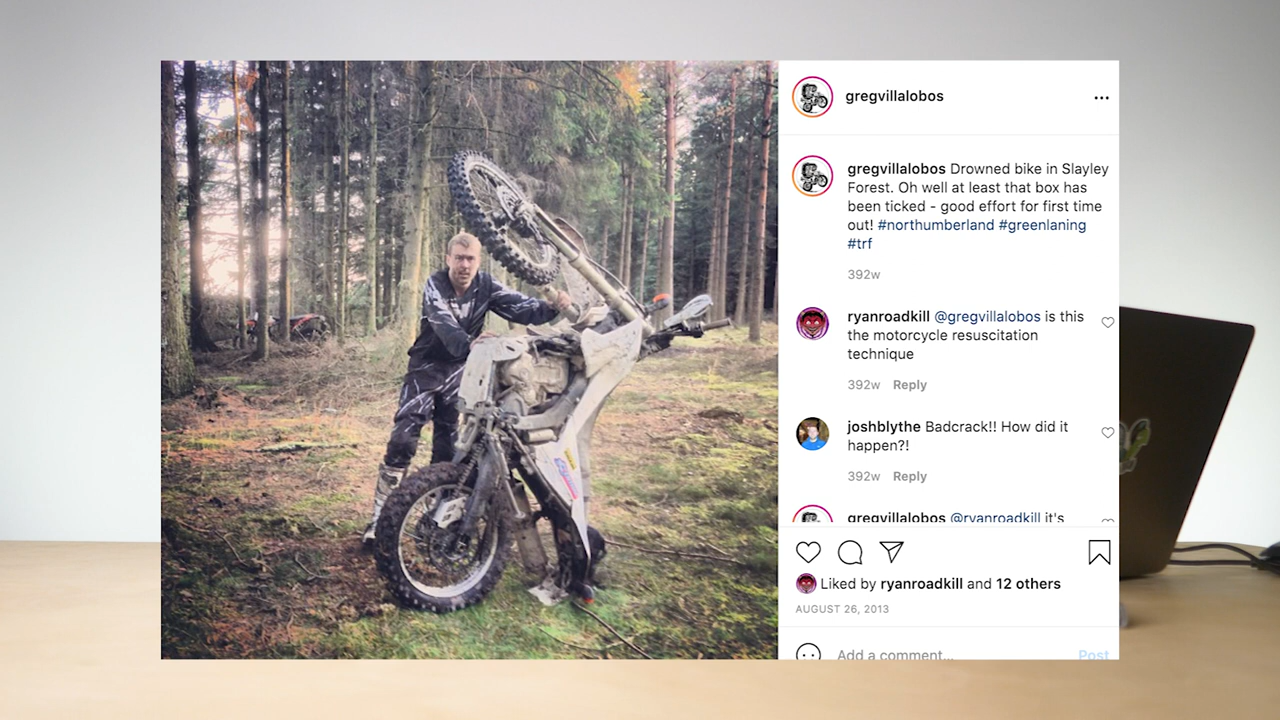 gregvillalobos
gregvillalobos Drowned bike in Slayley
Forest. Oh well at least that box has
been ticked - good effort for first time
out! #northumberland #greenlaning
#trf
392w
ryanroadkill @gregvillalobos is this
the motorcycle resuscitation
technique
392w Reply
joshblythe Badcrack!! How did it
happen?!
392w Reply
gregvillalobos @ryanroadkill it's
Liked by ryanroadkill and 12 others
AUGUST 26, 2013
Add a comment... Post